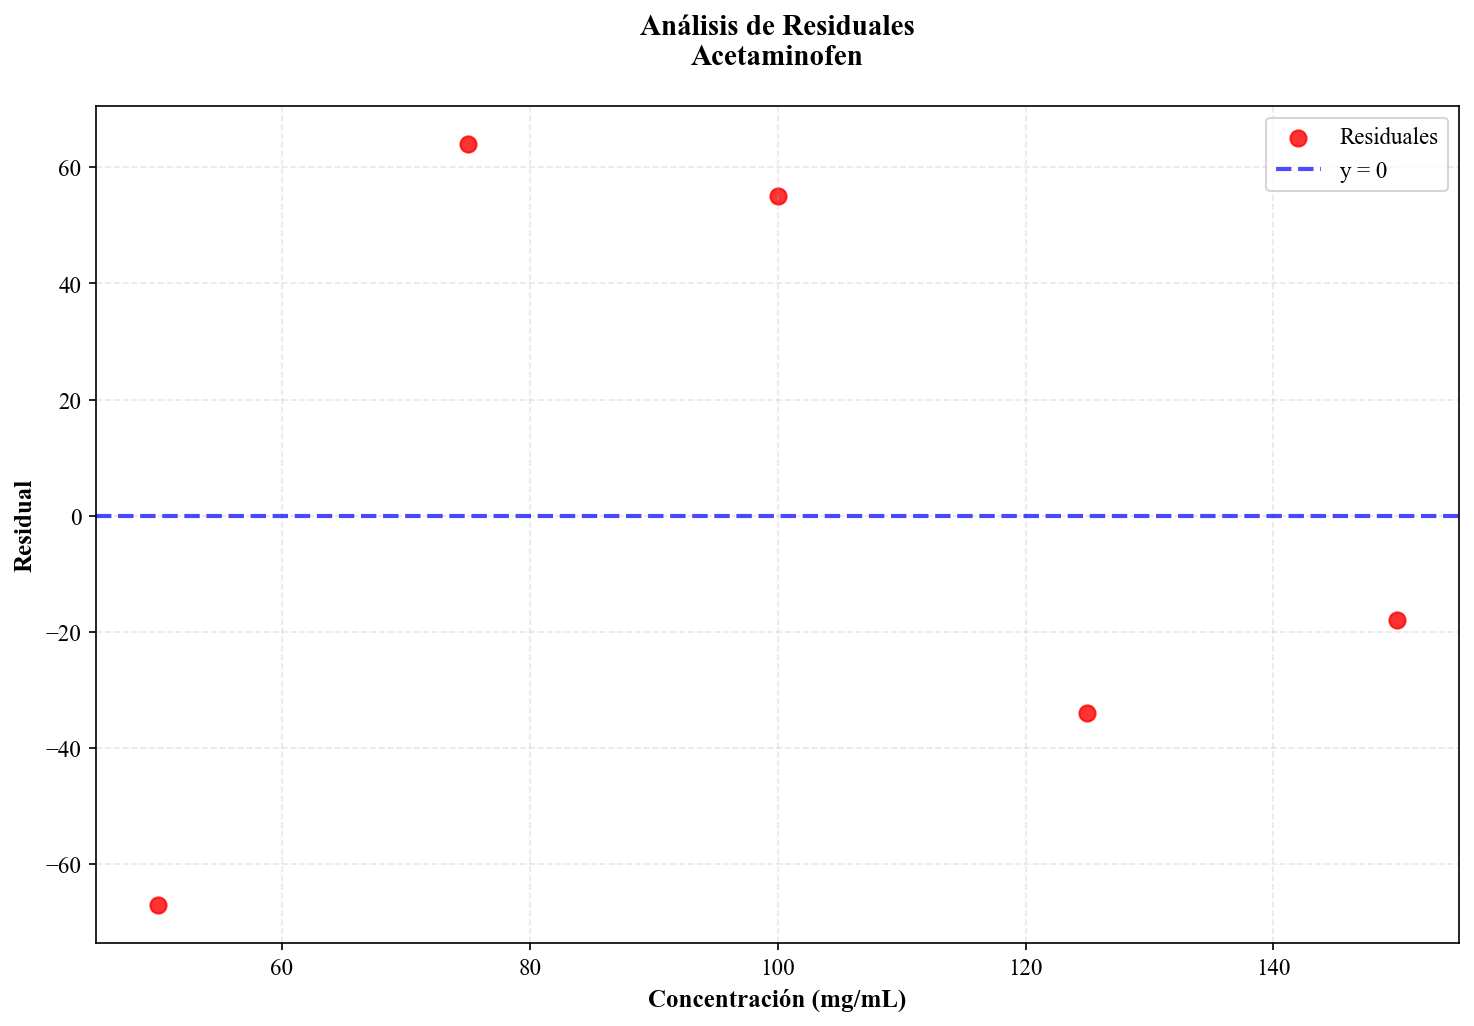 Análisis de Residuales
Acetaminofen
Residuales
y = 0
60
40
20
0
−20
−40
−60
Residual
60
80
100
120
140
Concentración (mg/mL)